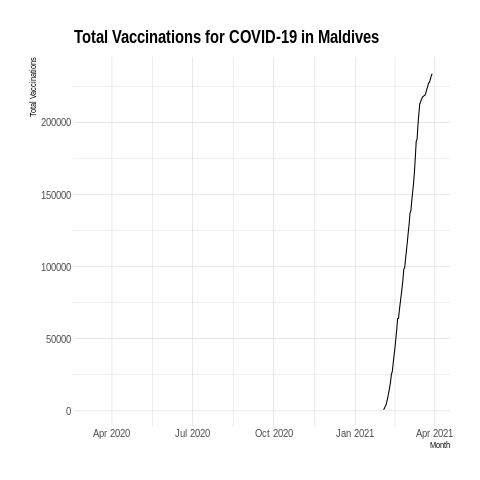 Total Vaccinations for COVID-19 in Maldives
Total Vaccinations
200000
150000
100000
50000
0
Apr 2020 Jul 2020 Oct 2020 Jan 2021 Apr 2021
Month